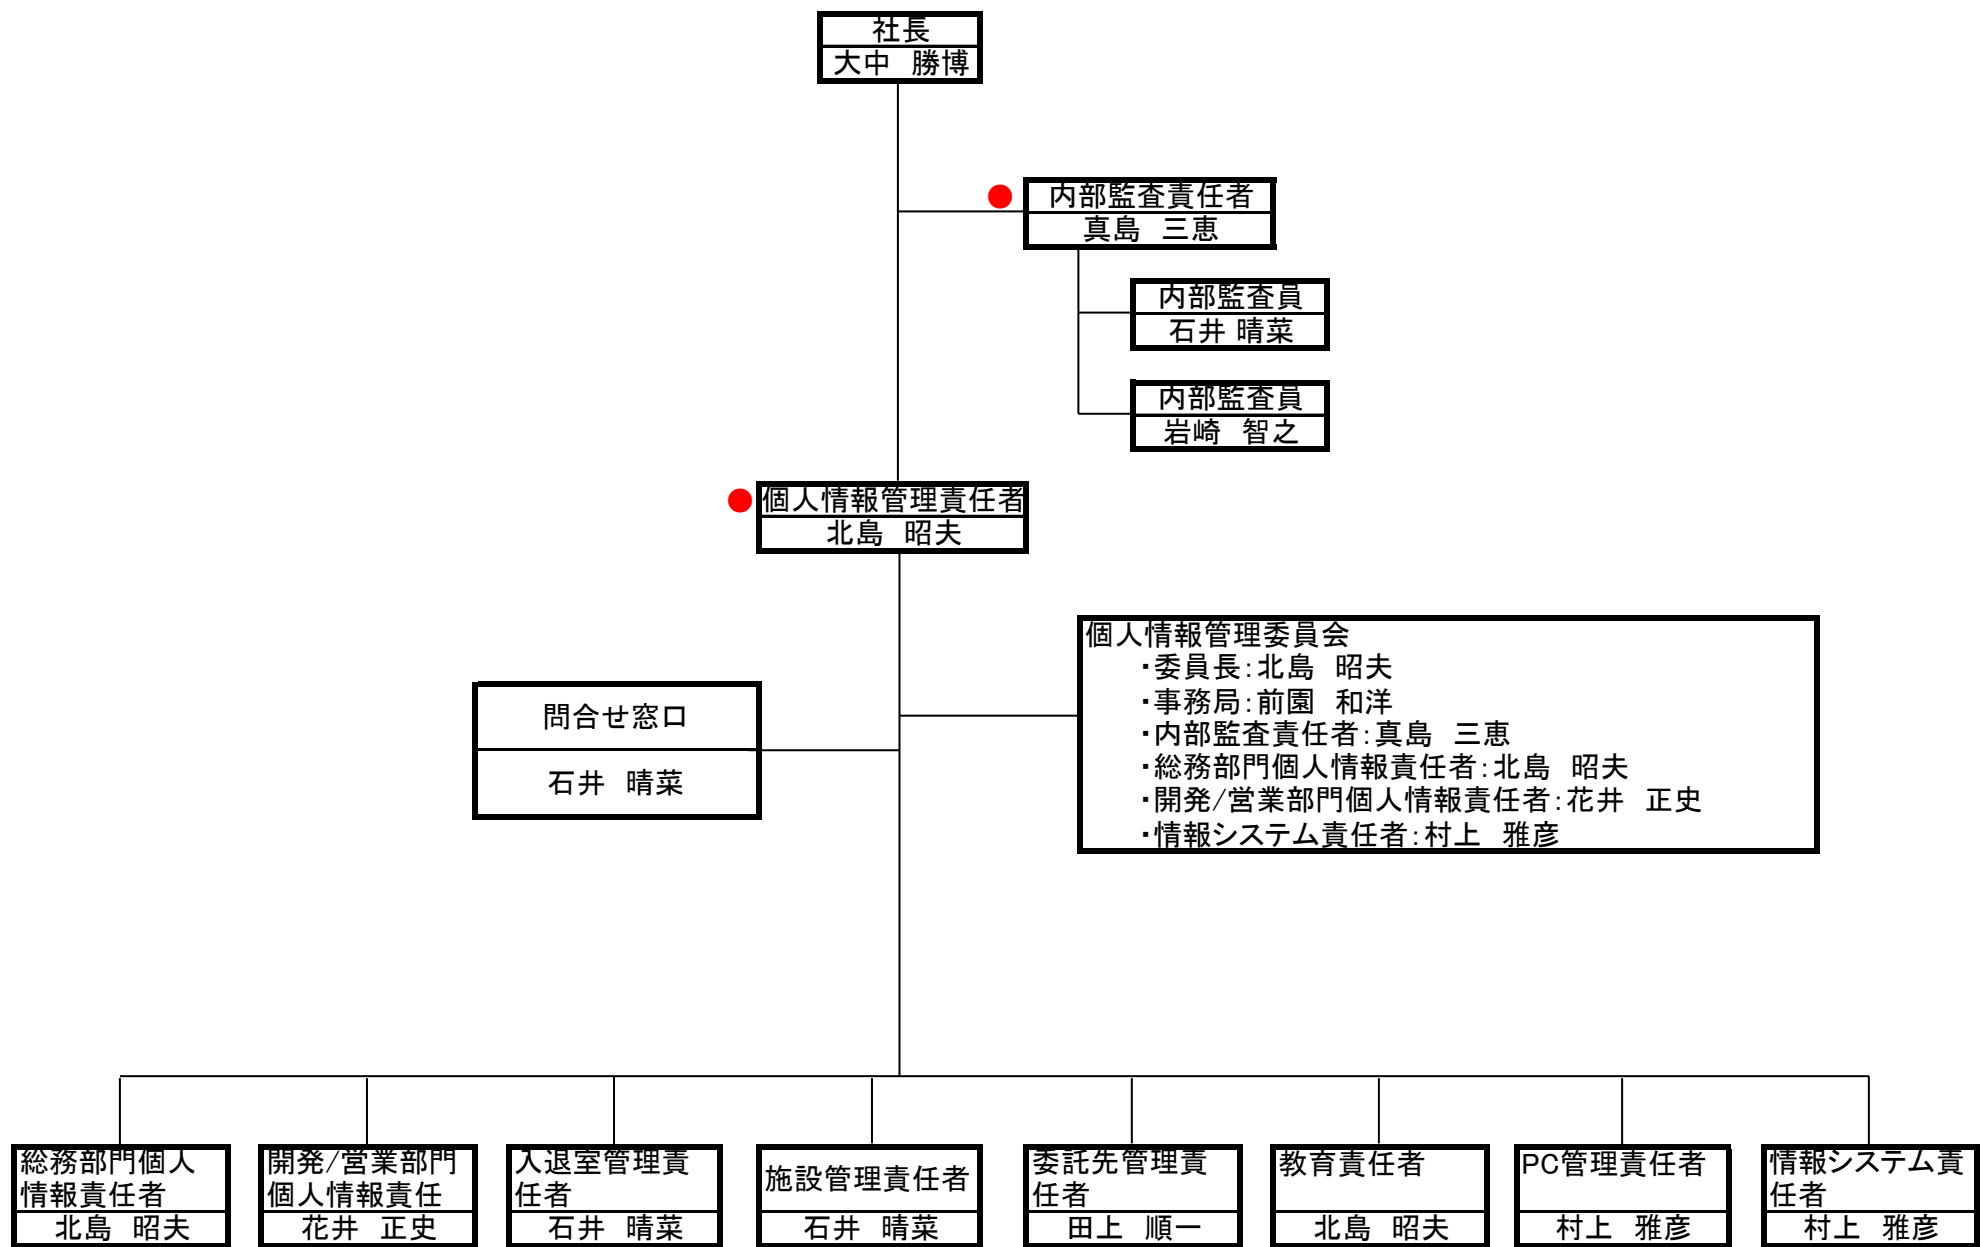 社長
大中　勝博
内部監査責任者
真島　三恵
内部監査員
石井 晴菜
内部監査員
岩崎　智之
個人情報管理責任者
北島　昭夫
個人情報管理委員会
・委員長：北島　昭夫
・事務局：前園　和洋
・内部監査責任者：真島　三恵
・総務部門個人情報責任者：北島　昭夫
・開発/営業部門個人情報責任者：花井　正史
・情報システム責任者：村上　雅彦
問合せ窓口
石井　晴菜
総務部門個人
情報責任者
北島　昭夫
開発/営業部門
個人情報責任
花井　正史
入退室管理責
任者
石井　晴菜
施設管理責任者
石井　晴菜
委託先管理責
任者
田上　順一
教育責任者
北島　昭夫
PC管理責任者
村上　雅彦
情報システム責
任者
村上　雅彦